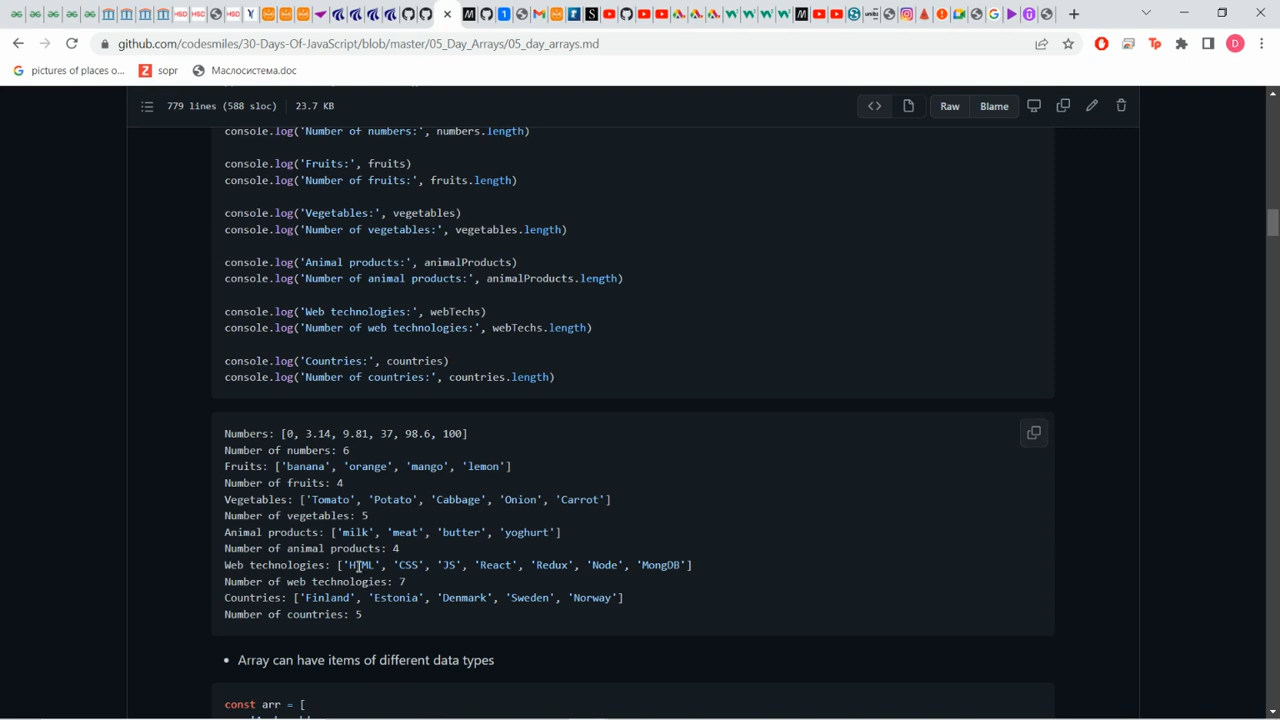 github.com/codesmiles/30-Days-Of-JavaScript/blob/master/05_Day_Arrays/05_day_arrays.md
pictures of places o...
sopr
Маслосистема.doc
779 lines (588 sloc)
23.7 KB
Raw
Blame
console.log('Number of numbers:', numbers.length)
console.log('Fruits:', fruits)
console.log('Number of fruits:', fruits.length)
console.log('Vegetables:', vegetables)
console.log('Number of vegetables:', vegetables.length)
console.log('Animal products:', animalProducts)
console.log('Number of animal products:', animalProducts.length)
console.log('Web technologies:', webTechs)
console.log('Number of web technologies:', webTechs.length)
console.log('Countries:', countries)
console.log('Number of countries:', countries.length)
Numbers: [0, 3.14, 9.81, 37, 98.6, 100]
Number of numbers: 6
Fruits: ['banana', 'orange', 'mango', 'lemon']
Number of fruits: 4
Vegetables: ['Tomato', 'Potato', 'Cabbage', 'Onion', 'Carrot']
Number of vegetables: 5
Animal products: ['milk', 'meat', 'butter', 'yoghurt']
Number of animal products: 4
Web technologies: ['HTML', 'CSS', 'JS', 'React', 'Redux', 'Node', 'MongDB']
Number of web technologies: 7
Countries: ['Finland', 'Estonia', 'Denmark', 'Sweden', 'Norway']
Number of countries: 5
• Array can have items of different data types
const arr = [